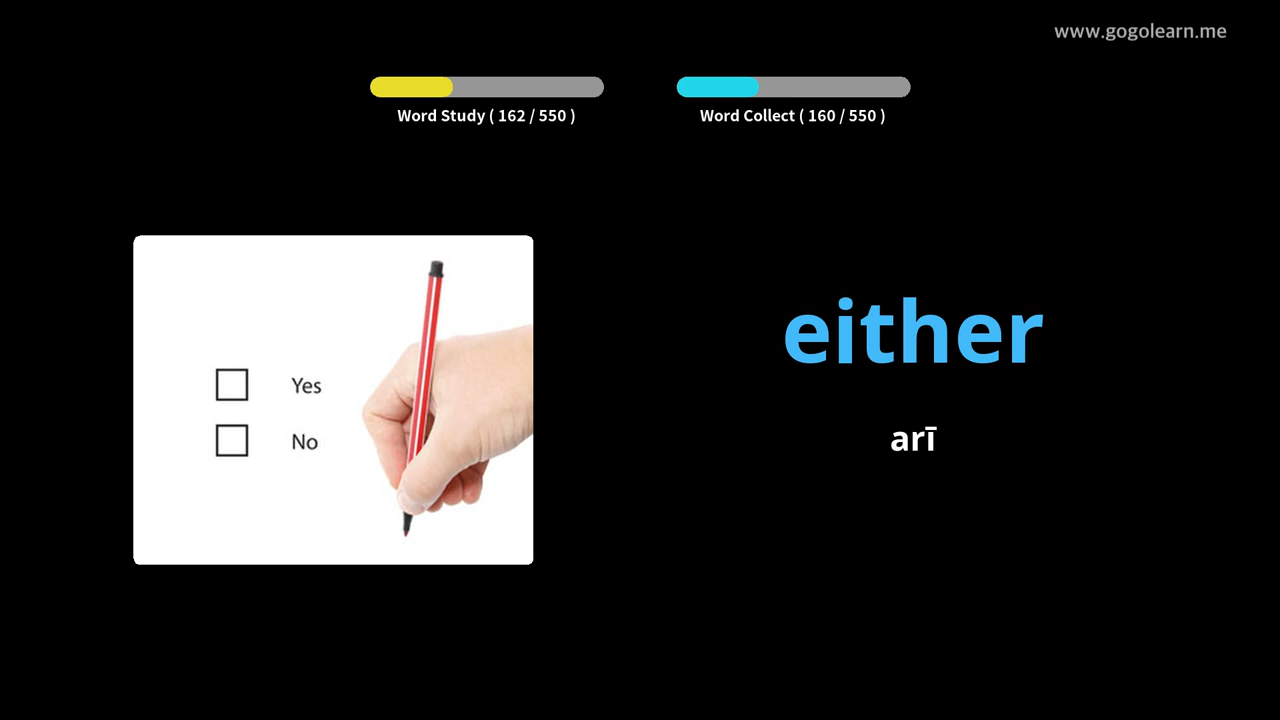 www.gogolearn.me
Word Study ( 162 / 550 )
Word Collect ( 160 / 550 )
Yes
No
either
arī